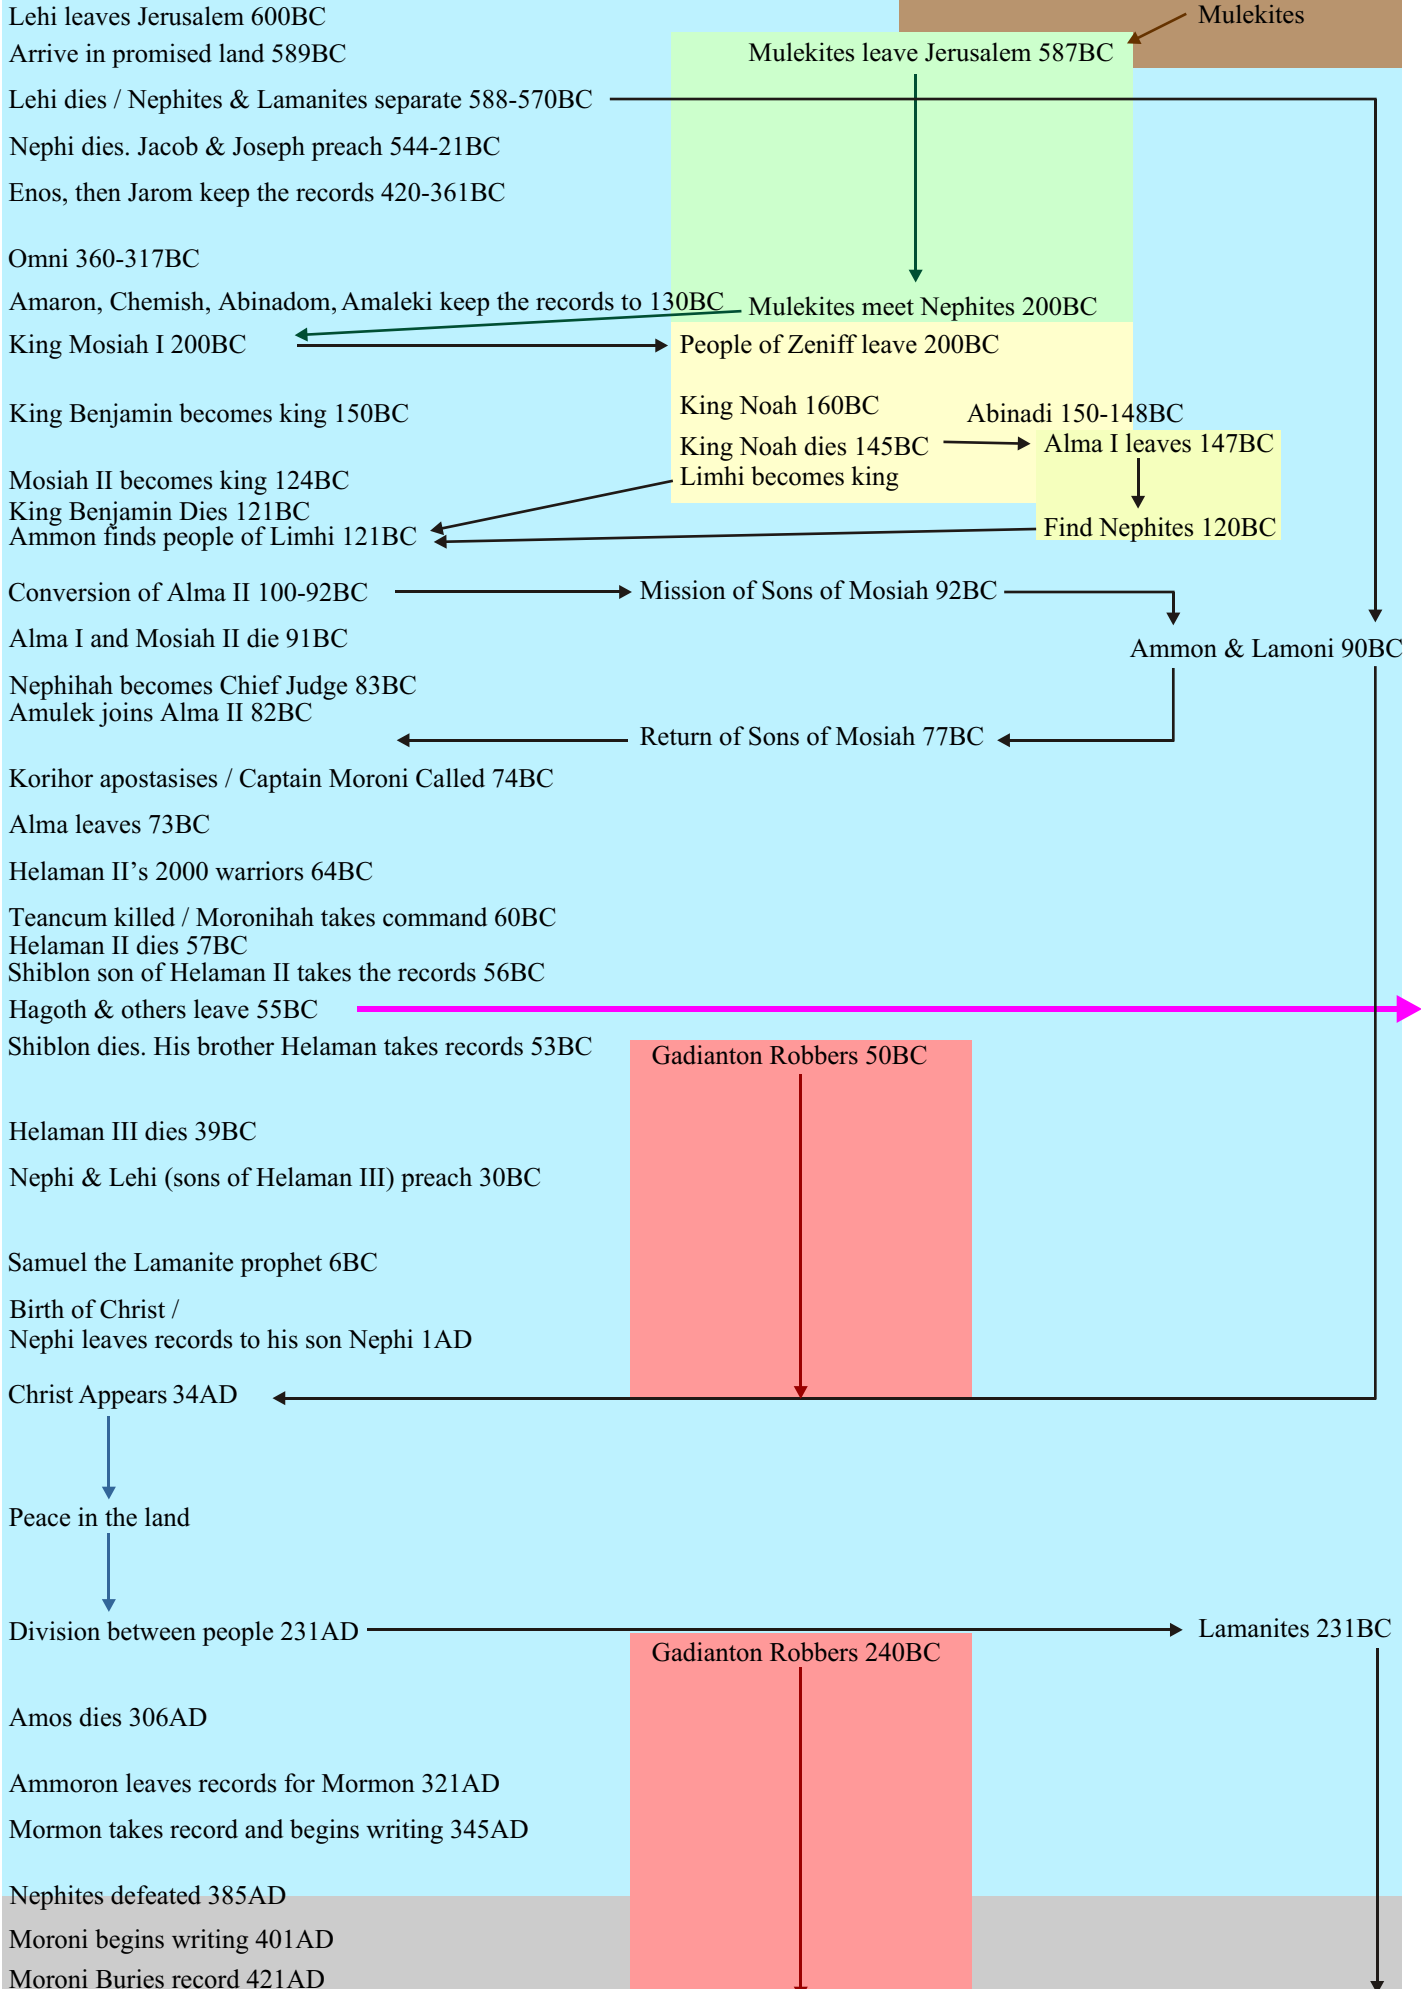 Lehi leaves Jerusalem 600BC
Mulekites
Arrive in promised land 589BC
Mulekites leave Jerusalem 587BC
Lehi dies / Nephites & Lamanites separate 588-570BC
Nephi dies. Jacob & Joseph preach 544-21BC
Enos, then Jarom keep the records 420-361BC
Omni 360-317BC
Amaron, Chemish, Abinadom, Amaleki keep the records to 130BC
Mulekites meet Nephites 200BC
King Mosiah I 200BC
People of Zeniff leave 200BC
King Benjamin becomes king 150BC
King Noah 160BC
Abinadi 150-148BC
King Noah dies 145BC
Alma I leaves 147BC
Limhi becomes king
Mosiah II becomes king 124BC
King Benjamin Dies 121BC
Ammon finds people of Limhi 121BC
Find Nephites 120BC
Conversion of Alma II 100-92BC
Mission of Sons of Mosiah 92BC
Alma I and Mosiah II die 91BC
Ammon & Lamoni 90BC
Nephihah becomes Chief Judge 83BC
Amulek joins Alma II 82BC
Return of Sons of Mosiah 77BC
Korihor apostasises / Captain Moroni Called 74BC
Alma leaves 73BC
Helaman II’s 2000 warriors 64BC
Teancum killed / Moronihah takes command 60BC
Helaman II dies 57BC
Shiblon son of Helaman II takes the records 56BC
Hagoth & others leave 55BC
Shiblon dies. His brother Helaman takes records 53BC
Gadianton Robbers 50BC
Helaman III dies 39BC
Nephi & Lehi (sons of Helaman III) preach 30BC
Samuel the Lamanite prophet 6BC
Birth of Christ /
Nephi leaves records to his son Nephi 1AD
Christ Appears 34AD
Peace in the land
Division between people 231AD
Lamanites 231BC
Gadianton Robbers 240BC
Amos dies 306AD
Ammoron leaves records for Mormon 321AD
Mormon takes record and begins writing 345AD
Nephites defeated 385AD
Moroni begins writing 401AD
Moroni Buries record 421AD